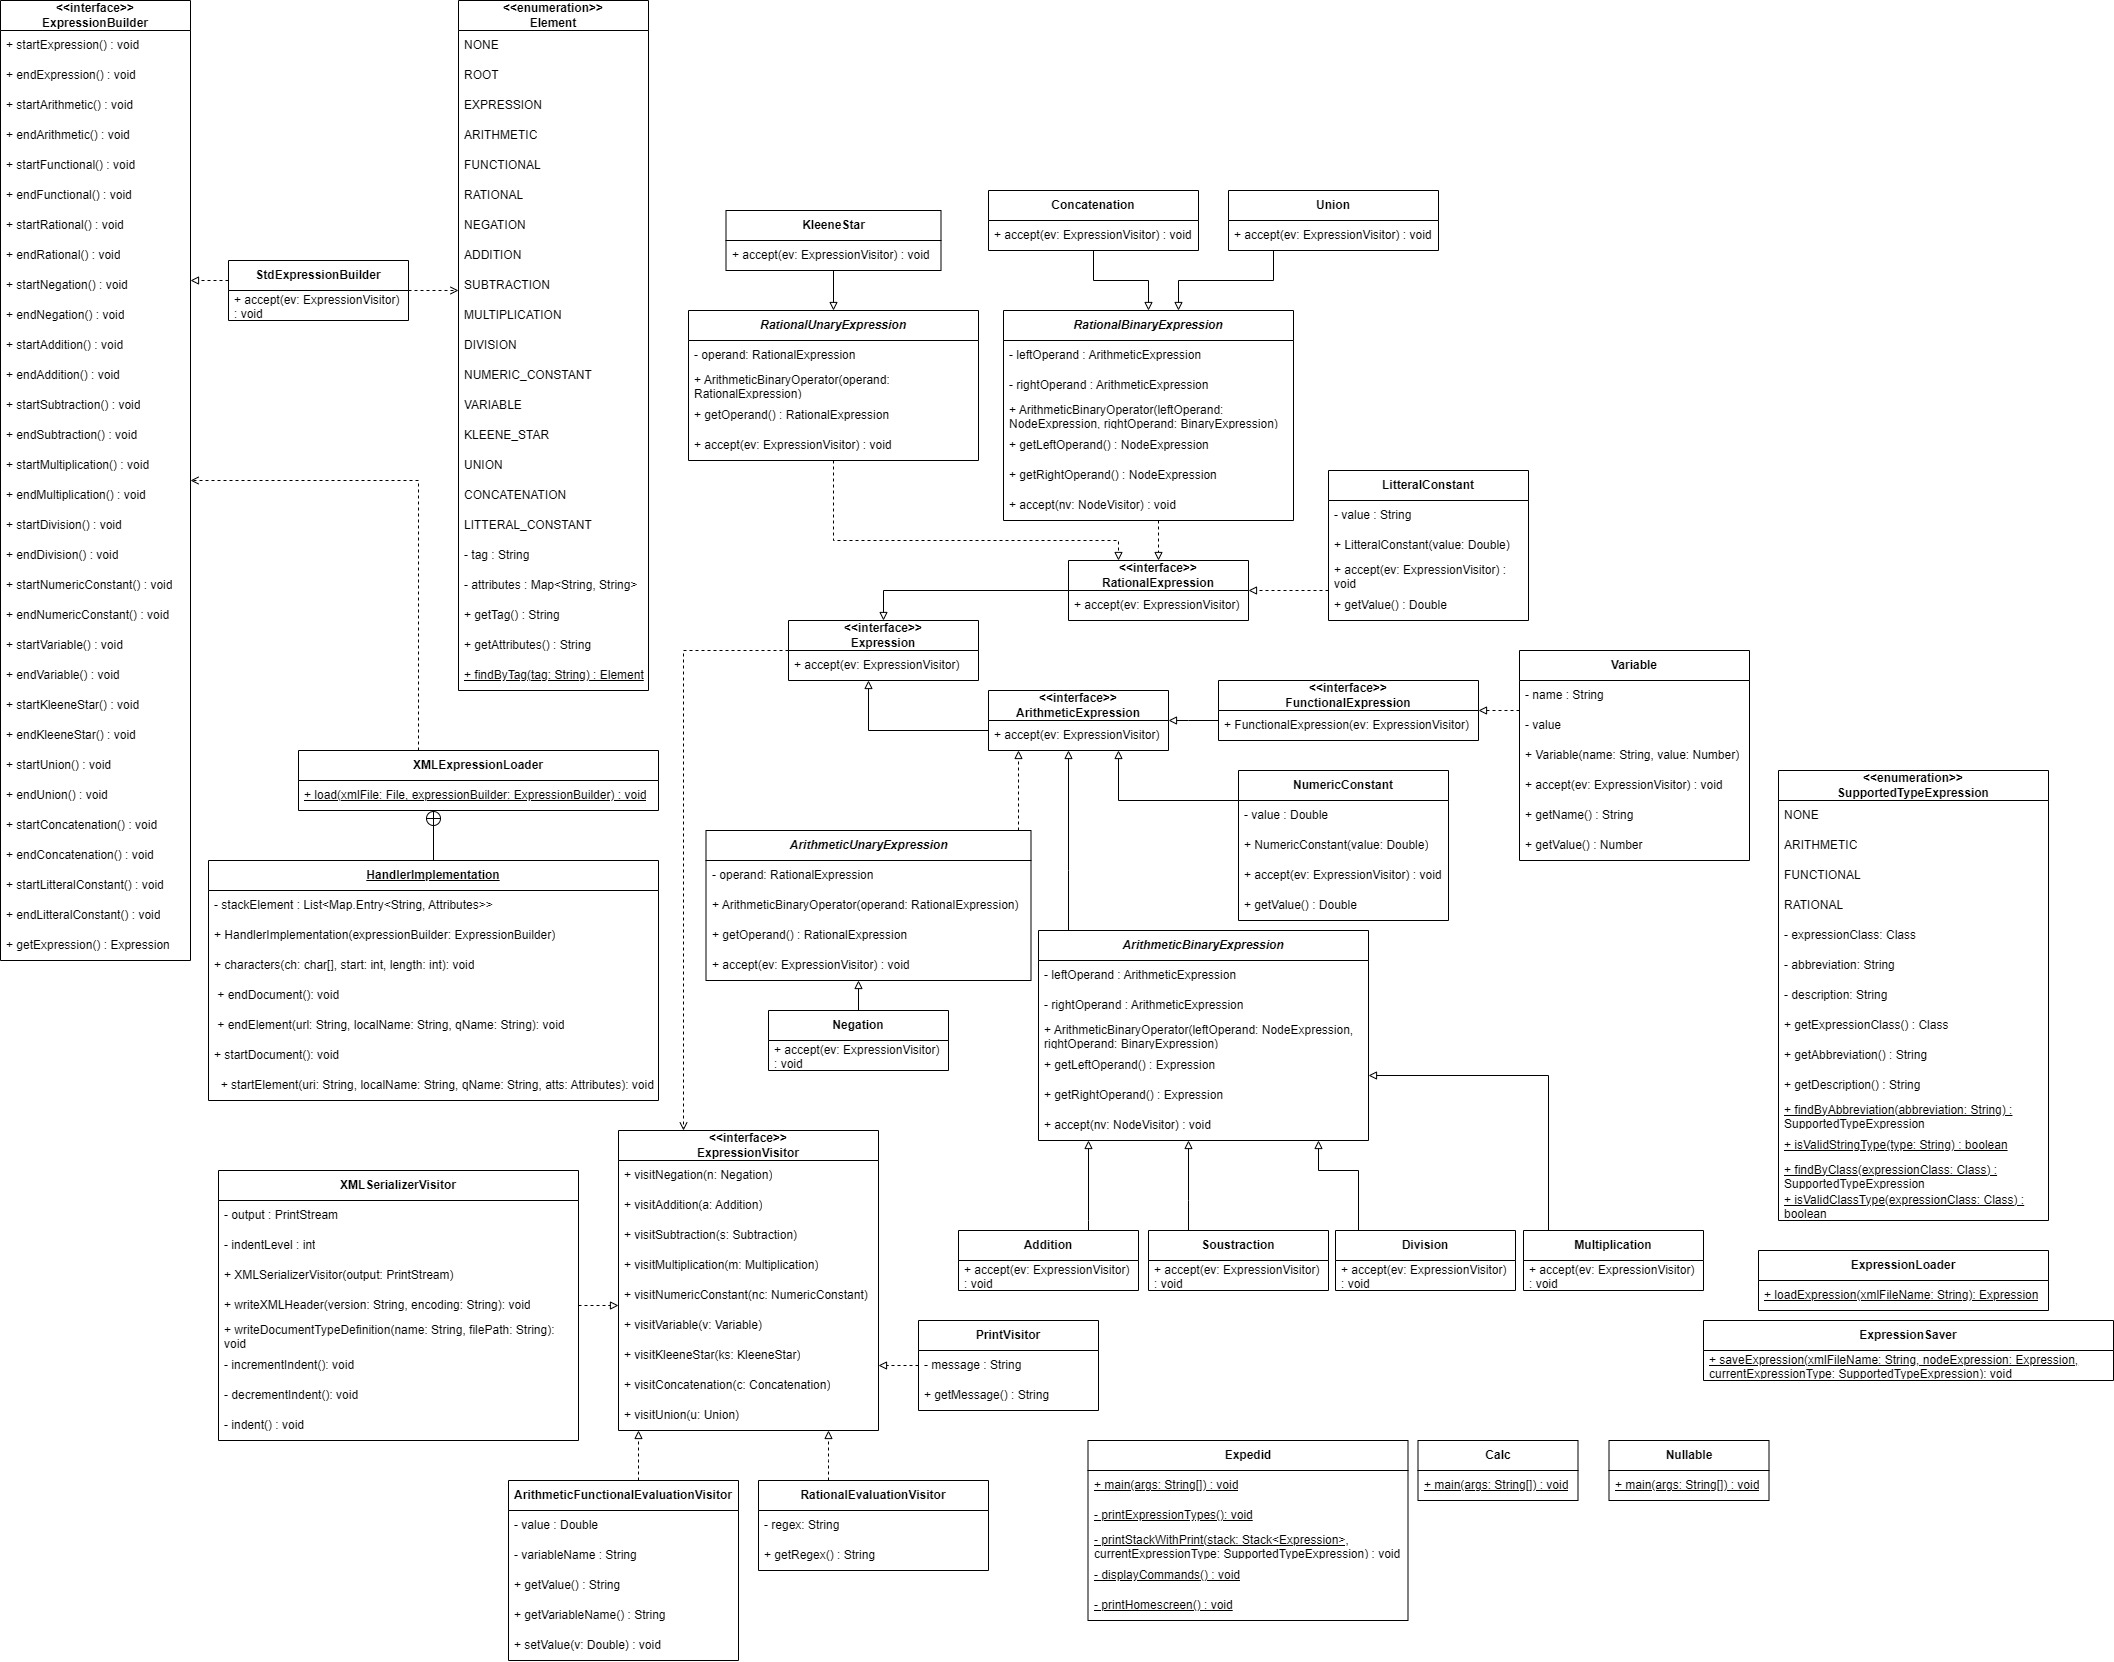 <<interface>>
ExpressionBuilder
+ startExpression() : void
+ endExpression() : void
+ startArithmetic() : void
+ endArithmetic() : void
+ startFunctional() : void
+ endFunctional() : void
+ startRational() : void
+ endRational() : void
+ startNegation() : void
+ endNegation() : void
+ startAddition() : void
+ endAddition() : void
+ startSubtraction() : void
+ endSubtraction() : void
+ startMultiplication() : void
+ endMultiplication() : void
+ startDivision() : void
+ endDivision() : void
+ startNumericConstant() : void
+ endNumericConstant() : void
+ startVariable() : void
+ endVariable() : void
+ startKleeneStar() : void
+ endKleeneStar() : void
+ startUnion() : void
+ endUnion() : void
+ startConcatenation() : void
+ endConcatenation() : void
+ startLitteralConstant() : void
+ endLitteralConstant() : void
+ getExpression() : Expression
StdExpressionBuilder
+ accept(ev: ExpressionVisitor)
: void
<<enumeration>>
Element
NONE
ROOT
EXPRESSION
ARITHMETIC
FUNCTIONAL
RATIONAL
NEGATION
ADDITION
SUBTRACTION
MULTIPLICATION
DIVISION
NUMERIC_CONSTANT
VARIABLE
KLEENE_STAR
UNION
CONCATENATION
LITTERAL_CONSTANT
- tag : String
- attributes : Map<String, String>
+ getTag() : String
+ getAttributes() : String
+ findByTag(tag: String) : Element
XMLExpressionLoader
+ load(xmlFile: File, expressionBuilder: ExpressionBuilder) : void
HandlerImplementation
- stackElement : List<Map.Entry<String, Attributes>>
+ HandlerImplementation(expressionBuilder: ExpressionBuilder)
+ characters(ch: char[], start: int, length: int): void
+ endDocument(): void
+ endElement(url: String, localName: String, qName: String): void
+ startDocument(): void
+ startElement(uri: String, localName: String, qName: String, atts: Attributes): void
KleeneStar
+ accept(ev: ExpressionVisitor) : void
Concatenation
+ accept(ev: ExpressionVisitor) : void
Union
+ accept(ev: ExpressionVisitor) : void
RationalUnaryExpression
- operand: RationalExpression
+ ArithmeticBinaryOperator(operand:
RationalExpression)
+ getOperand() : RationalExpression
+ accept(ev: ExpressionVisitor) : void
RationalBinaryExpression
- leftOperand : ArithmeticExpression
- rightOperand : ArithmeticExpression
+ ArithmeticBinaryOperator(leftOperand:
NodeExpression, rightOperand: BinaryExpression)
+ getLeftOperand() : NodeExpression
+ getRightOperand() : NodeExpression
+ accept(nv: NodeVisitor) : void
LitteralConstant
- value : String
+ LitteralConstant(value: Double)
+ accept(ev: ExpressionVisitor) :
void
+ getValue() : Double
<<interface>>
RationalExpression
+ accept(ev: ExpressionVisitor)
<<interface>>
Expression
+ accept(ev: ExpressionVisitor)
<<interface>>
ArithmeticExpression
+ accept(ev: ExpressionVisitor)
<<interface>>
FunctionalExpression
+ FunctionalExpression(ev: ExpressionVisitor)
Variable
- name : String
- value
+ Variable(name: String, value: Number)
+ accept(ev: ExpressionVisitor) : void
+ getName() : String
+ getValue() : Number
NumericConstant
- value : Double
+ NumericConstant(value: Double)
+ accept(ev: ExpressionVisitor) : void
+ getValue() : Double
<<enumeration>>
SupportedTypeExpression
NONE
ARITHMETIC
FUNCTIONAL
RATIONAL
- expressionClass: Class
- abbreviation: String
- description: String
+ getExpressionClass() : Class
+ getAbbreviation() : String
+ getDescription() : String
+ findByAbbreviation(abbreviation: String) :
SupportedTypeExpression
+ isValidStringType(type: String) : boolean
+ findByClass(expressionClass: Class) :
SupportedTypeExpression
+ isValidClassType(expressionClass: Class) :
boolean
ArithmeticUnaryExpression
- operand: RationalExpression
+ ArithmeticBinaryOperator(operand: RationalExpression)
+ getOperand() : RationalExpression
+ accept(ev: ExpressionVisitor) : void
Negation
+ accept(ev: ExpressionVisitor)
: void
ArithmeticBinaryExpression
- leftOperand : ArithmeticExpression
- rightOperand : ArithmeticExpression
+ ArithmeticBinaryOperator(leftOperand: NodeExpression,
rightOperand: BinaryExpression)
+ getLeftOperand() : Expression
+ getRightOperand() : Expression
+ accept(nv: NodeVisitor) : void
Addition
+ accept(ev: ExpressionVisitor)
: void
Soustraction
+ accept(ev: ExpressionVisitor)
: void
Division
+ accept(ev: ExpressionVisitor)
: void
Multiplication
+ accept(ev: ExpressionVisitor)
: void
ExpressionLoader
+ loadExpression(xmlFileName: String): Expression
ExpressionSaver
+ saveExpression(xmlFileName: String, nodeExpression: Expression,
currentExpressionType: SupportedTypeExpression): void
<<interface>>
ExpressionVisitor
+ visitNegation(n: Negation)
+ visitAddition(a: Addition)
+ visitSubtraction(s: Subtraction)
+ visitMultiplication(m: Multiplication)
+ visitNumericConstant(nc: NumericConstant)
+ visitVariable(v: Variable)
+ visitKleeneStar(ks: KleeneStar)
+ visitConcatenation(c: Concatenation)
+ visitUnion(u: Union)
XMLSerializerVisitor
- output : PrintStream
- indentLevel : int
+ XMLSerializerVisitor(output: PrintStream)
+ writeXMLHeader(version: String, encoding: String): void
+ writeDocumentTypeDefinition(name: String, filePath: String):
void
- incrementIndent(): void
- decrementIndent(): void
- indent() : void
PrintVisitor
- message : String
+ getMessage() : String
ArithmeticFunctionalEvaluationVisitor
- value : Double
- variableName : String
+ getValue() : String
+ getVariableName() : String
+ setValue(v: Double) : void
RationalEvaluationVisitor
- regex: String
+ getRegex() : String
Expedid
+ main(args: String[]) : void
- printExpressionTypes(): void
- printStackWithPrint(stack: Stack<Expression>,
currentExpressionType: SupportedTypeExpression) : void
- displayCommands() : void
- printHomescreen() : void
Calc
+ main(args: String[]) : void
Nullable
+ main(args: String[]) : void